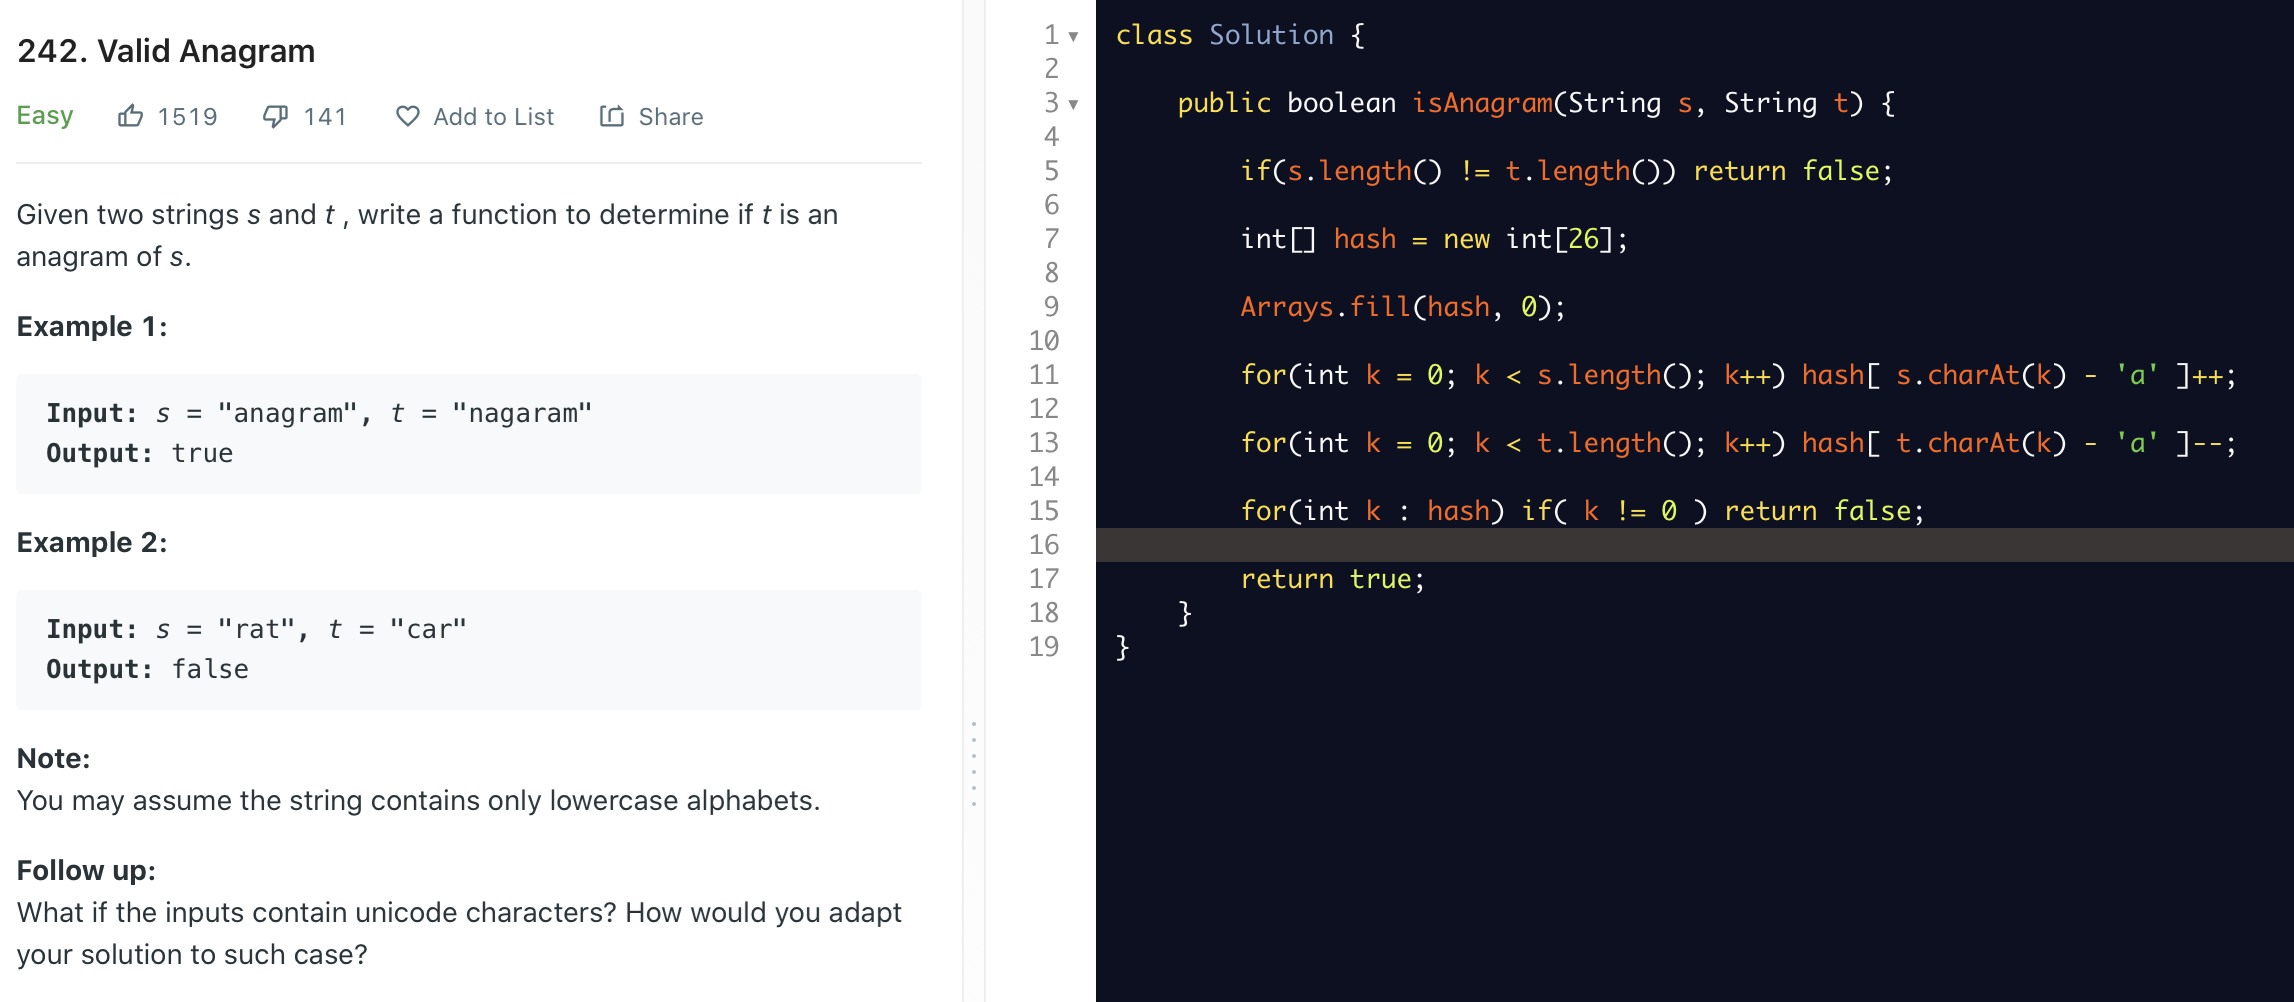 242. Valid Anagram
Easy 1519 141 Add to List Share
Given two strings s and t , write a function to determine if t is an
anagram of s.
Example 1:
Input: s = "anagram", t = "nagaram"
Output: true
Example 2:
Input: s = "rat", t = "car"
Output: false
Note:
You may assume the string contains only lowercase alphabets.
Follow up:
What if the inputs contain unicode characters? How would you adapt
your solution to such case?
1 class Solution {
2
3 public boolean isAnagram(String s, String t) {
4
5 if(s.length() != t.length()) return false;
6
7 int[] hash = new int[26];
8
9 Arrays.fill(hash, 0);
10
11 for(int k = 0; k < s.length(); k++) hash[ s.charAt(k) - 'a' ]++;
12
13 for(int k = 0; k < t.length(); k++) hash[ t.charAt(k) - 'a' ]--;
14
15 for(int k : hash) if( k != 0 ) return false;
16
17 return true;
18 }
19 }